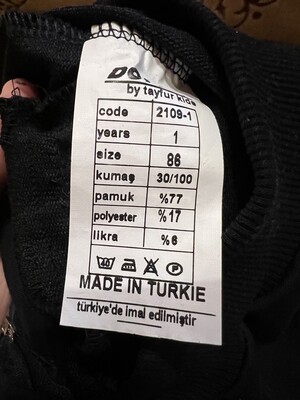 by tayfur kids
code 2109-1
years 1
size 86
kumaş 30/100
pamuk %77
polyester %17
likra %6
40 P
MADE IN TURKIE
türkiye'de imal edilmiştir